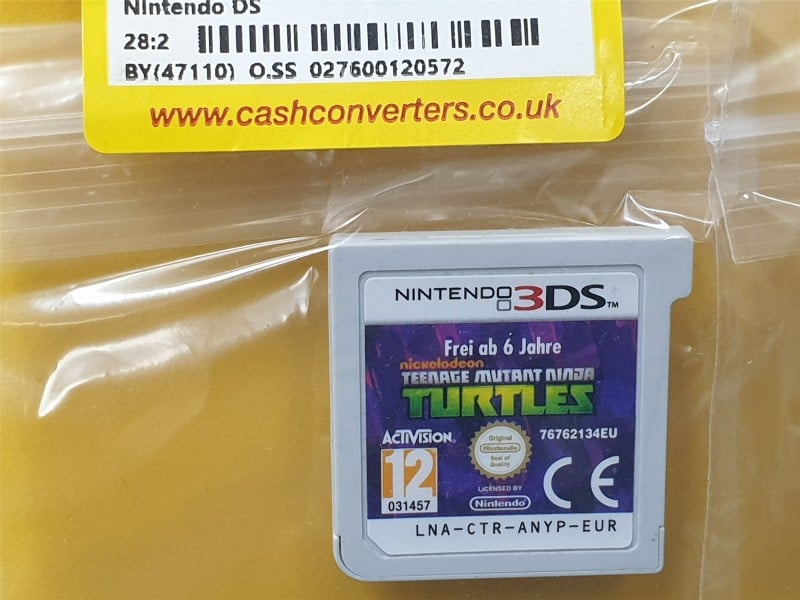 Nintendo DS
28:2
BY(47110) O.SS 027600120572
www.cashconverters.co.uk
NINTENDO 3DS™
Frei ab 6 Jahre
nickelodeon
TEENAGE MUTANT NINJA
TURTLES
ACTIVISION®
Original
Nintendo
Seal of
Quality
76762134EU
12
031457
LICENSED BY
Nintendo
CE
LNA-CTR-ANYP-EUR